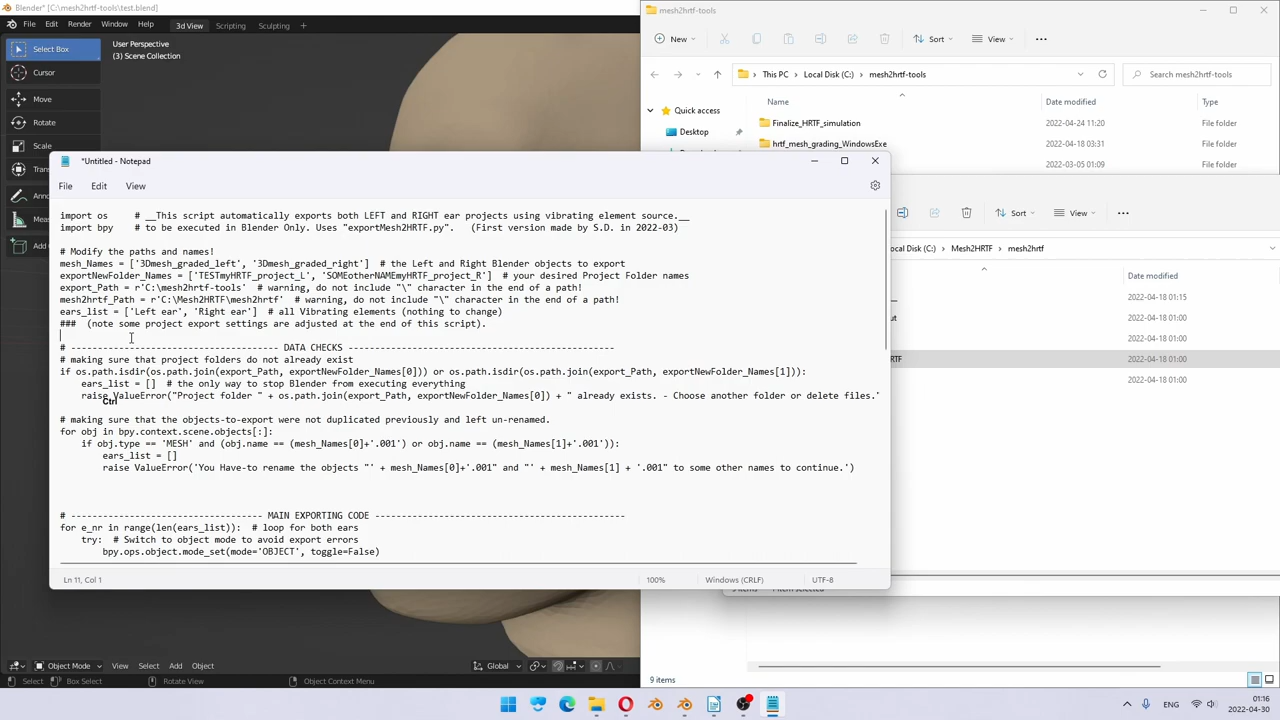 Blender* [C:\mesh2hrtf-tools\test.blend]
File Edit Render Window Help 3d View Scripting Sculpting +
Select Box
Cursor
Move
Rotate
Scale
User Perspective
(3) Scene Collection
mesh2hrtf-tools
New Sort View
This PC Local Disk (C:) mesh2hrtf-tools
Search mesh2hrtf-tools
Quick access
Desktop
Name Date modified Type
Finalize_HRTF_simulation 2022-04-24 11:20 File folder
hrtf_mesh_grading_WindowsExe 2022-04-18 03:31 File folder
2022-03-05 01:09 File folder
Sort View
ocal Disk (C:) Mesh2HRTF mesh2hrtf
Date modified
2022-04-18 01:15
2022-04-18 01:00
2022-04-18 01:00
2022-04-18 01:00
2022-04-18 01:00
*Untitled - Notepad
File Edit View
import os # __This script automatically exports both LEFT and RIGHT ear projects using vibrating element source.__
import bpy # to be executed in Blender Only. Uses "exportMesh2HRTF.py". (First version made by S.D. in 2022-03)
# Modify the paths and names!
mesh_Names = ['3Dmesh_graded_left', '3Dmesh_graded_right'] # the Left and Right Blender objects to export
exportNewFolder_Names = ['TESTmyHRTF_project_L', 'SOMEotherNAMEmyHRTF_project_R'] # your desired Project Folder names
export_Path = r'C:\mesh2hrtf-tools' # warning, do not include "\" character in the end of a path!
mesh2hrtf_Path = r'C:\Mesh2HRTF\mesh2hrtf' # warning, do not include "\" character in the end of a path!
ears_list = ['Left ear', 'Right ear'] # all Vibrating elements (nothing to change)
### (note some project export settings are adjusted at the end of this script).
# --------------------------------------- DATA CHECKS --------------------------------------------------
# making sure that project folders do not already exist
if os.path.isdir(os.path.join(export_Path, exportNewFolder_Names[0])) or os.path.isdir(os.path.join(export_Path, exportNewFolder_Names[1])):
ears_list = [] # the only way to stop Blender from executing everything
raise ValueError("Project folder " + os.path.join(export_Path, exportNewFolder_Names[0]) + " already exists. - Choose another folder or delete files."
Ctrl
# making sure that the objects-to-export were not duplicated previously and left un-renamed.
for obj in bpy.context.scene.objects[:]:
if obj.type == 'MESH' and (obj.name == (mesh_Names[0]+'.001') or obj.name == (mesh_Names[1]+'.001')):
ears_list = []
raise ValueError('You Have-to rename the objects "' + mesh_Names[0]+'.001" and "' + mesh_Names[1] + '.001" to some other names to continue.')
# ------------------------------------ MAIN EXPORTING CODE ------------------------------------------------
for e_nr in range(len(ears_list)): # loop for both ears
try: # Switch to object mode to avoid export errors
bpy.ops.object.mode_set(mode='OBJECT', toggle=False)
Ln 11, Col 1 100% Windows (CRLF) UTF-8
Object Mode View Select Add Object Global
Select Box Select Rotate View Object Context Menu
9 items
ENG 01:16
2022-04-30